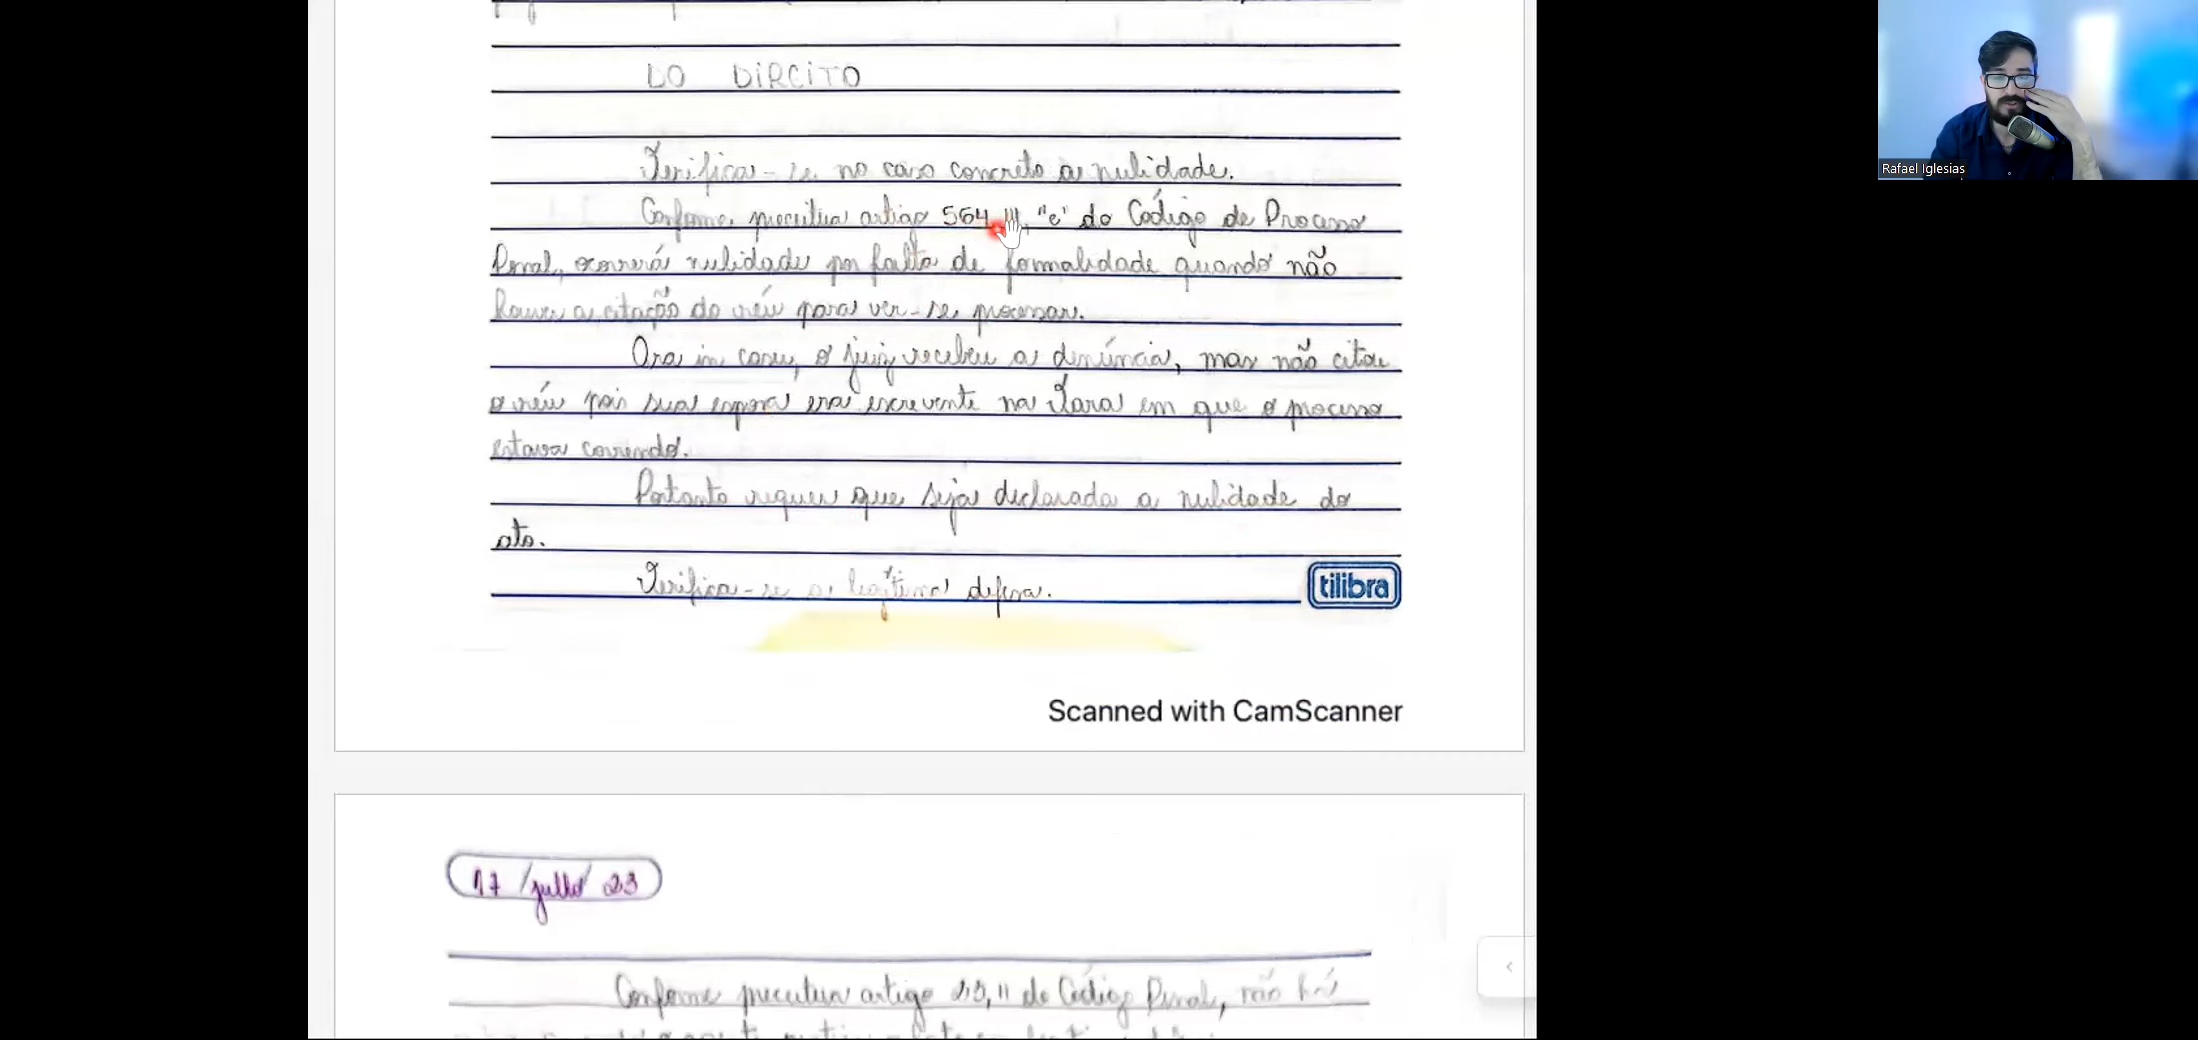 DO DIREITO
Verifica-se no caso concreto a nulidade.
Conforme preceitua artigo 564, III, "e" do Código de Processo
Penal, ocorrerá nulidade por falta de formalidade quando não
houver a citação do réu para ver-se processar.
Ora in casu, o juiz recebeu a denúncia, mas não citou
o réu pois sua esposa era escrevente na Vara em que o processo
estava correndo.
Portanto requer que seja declarada a nulidade do
ato.
Verifica-se a legítima defesa.
tilibra
Scanned with CamScanner
17 / julho / 23
Conforme preceitua artigo 23, II do Código Penal, não há
Rafael Iglesias